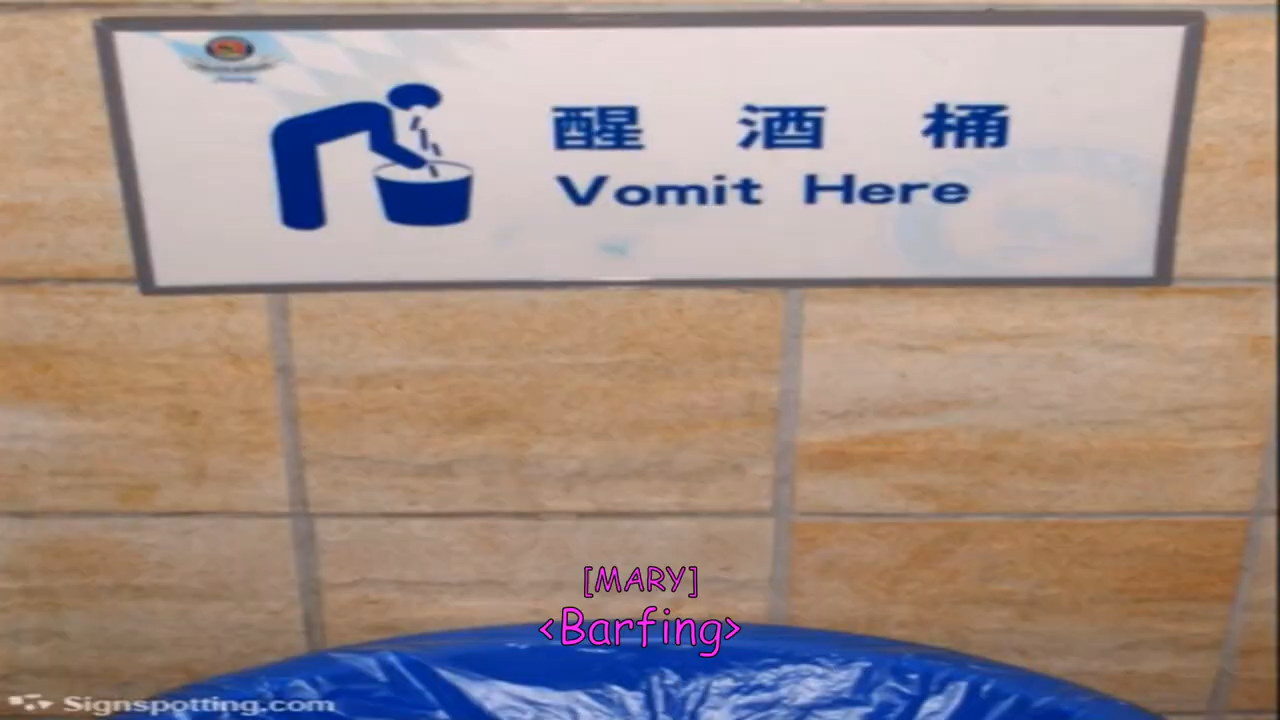 醒酒桶
Vomit Here
[MARY]
<Barfing>
Signspotting.com